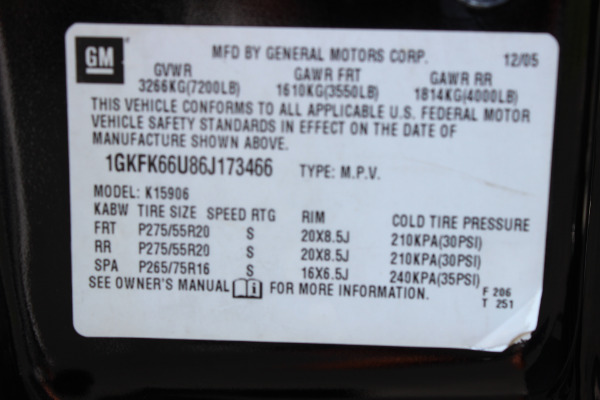 GM
MFD BY GENERAL MOTORS CORP. 12/05
GVWR GAWR FRT GAWR RR
3266KG(7200LB) 1610KG(3550LB) 1814KG(4000LB)
THIS VEHICLE CONFORMS TO ALL APPLICABLE U.S. FEDERAL MOTOR
VEHICLE SAFETY STANDARDS IN EFFECT ON THE DATE OF
MANUFACTURE SHOWN ABOVE.
1GKFK66U86J173466 TYPE: M.P.V.
MODEL: K15906
KABW TIRE SIZE SPEED RTG RIM COLD TIRE PRESSURE
FRT P275/55R20 S 20X8.5J 210KPA(30PSI)
RR P275/55R20 S 20X8.5J 210KPA(30PSI)
SPA P265/75R16 S 16X6.5J 240KPA(35PSI)
SEE OWNER'S MANUAL FOR MORE INFORMATION. F 206
T 251